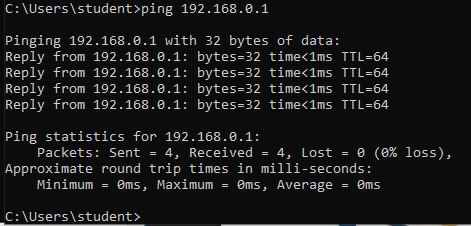 C:\Users\student>ping 192.168.0.1
Pinging 192.168.0.1 with 32 bytes of data:
Reply from 192.168.0.1: bytes=32 time<1ms TTL=64
Reply from 192.168.0.1: bytes=32 time<1ms TTL=64
Reply from 192.168.0.1: bytes=32 time<1ms TTL=64
Reply from 192.168.0.1: bytes=32 time<1ms TTL=64
Ping statistics for 192.168.0.1:
    Packets: Sent = 4, Received = 4, Lost = 0 (0% loss),
Approximate round trip times in milli-seconds:
    Minimum = 0ms, Maximum = 0ms, Average = 0ms
C:\Users\student>